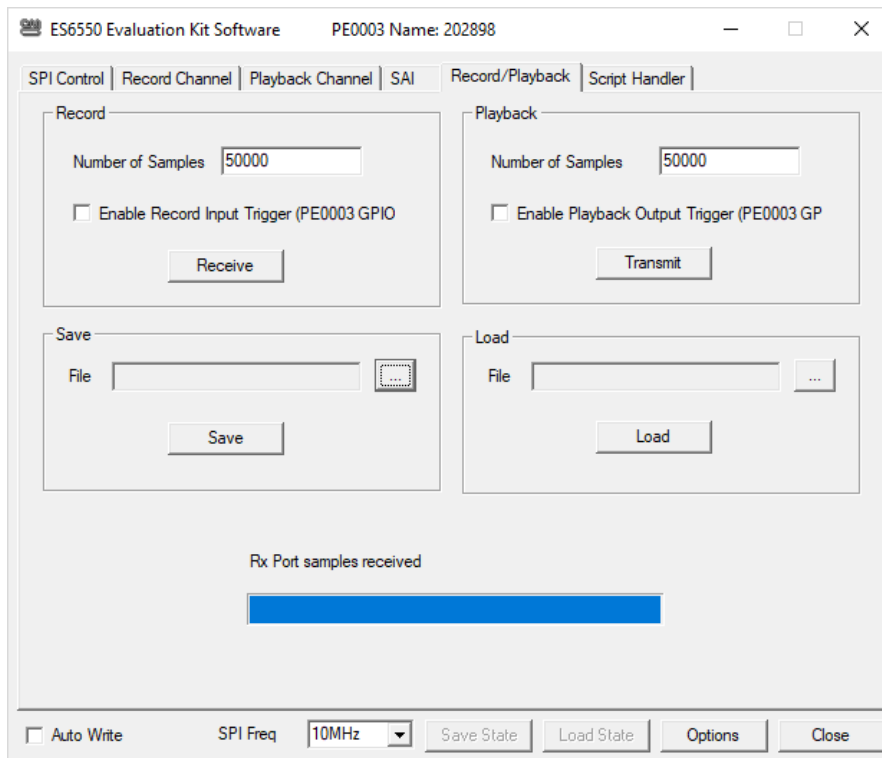 ES6550 Evaluation Kit Software PE0003 Name: 202898
SPI Control Record Channel Playback Channel SAI Record/Playback Script Handler
Record
Number of Samples 50000
Enable Record Input Trigger (PE0003 GPIO
Receive
Playback
Number of Samples 50000
Enable Playback Output Trigger (PE0003 GP
Transmit
Save
File ...
Save
Load
File ...
Load
Rx Port samples received
Auto Write SPI Freq 10MHz Save State Load State Options Close